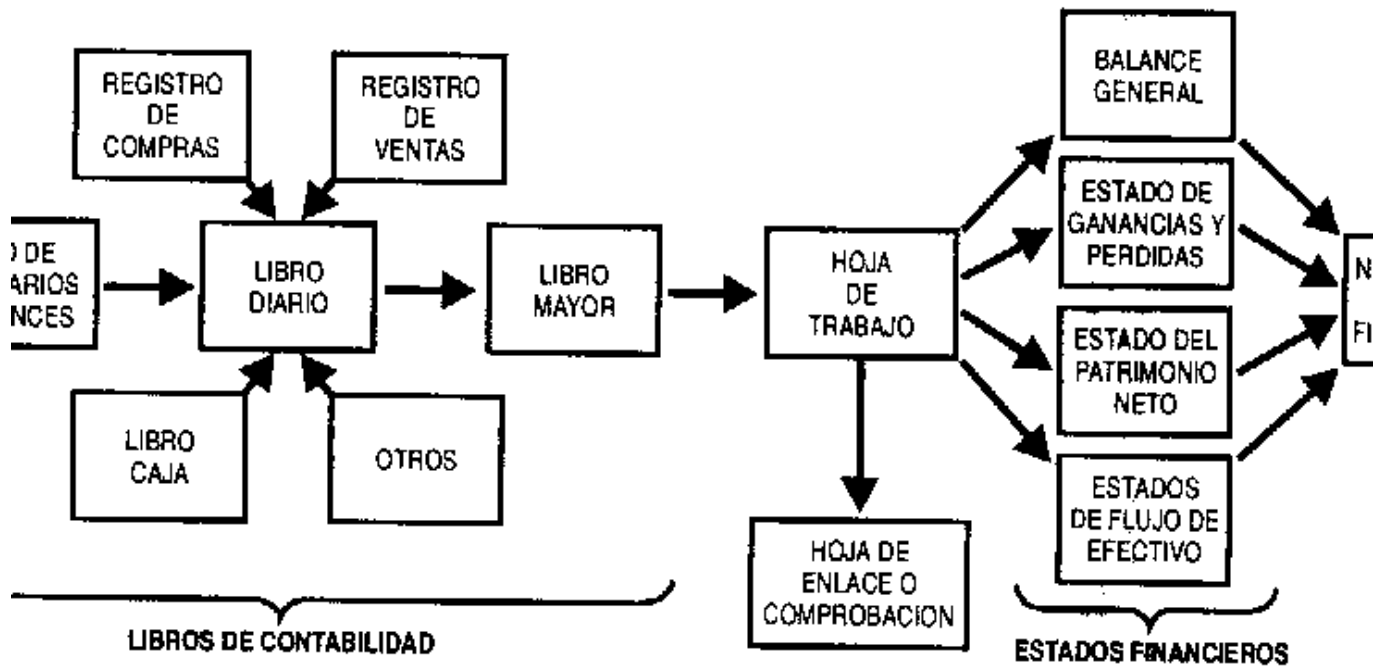 REGISTRO
DE
COMPRAS
REGISTRO
DE
VENTAS
DE
LIBRO
DIARIO
LIBRO
MAYOR
LIBRO
CAJA
OTROS
LIBROS DE CONTABILIDAD
HOJA
DE
TRABAJO
HOJA DE
ENLACE O
COMPROBACION
BALANCE
GENERAL
ESTADO DE
GANANCIAS Y
PERDIDAS
ESTADO DEL
PATRIMONIO
NETO
ESTADOS
DE FLUJO DE
EFECTIVO
ESTADOS FINANCIEROS